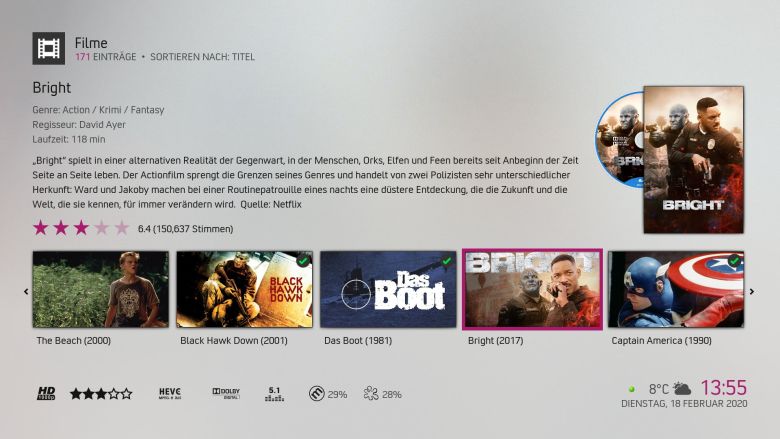 Filme
171 EINTRÄGE • SORTIEREN NACH: TITEL
Bright
Genre: Action / Krimi / Fantasy
Regisseur: David Ayer
Laufzeit: 118 min
„Bright“ spielt in einer alternativen Realität der Gegenwart, in der Menschen, Orks, Elfen und Feen bereits seit Anbeginn der Zeit
Seite an Seite leben. Der Actionfilm sprengt die Grenzen seines Genres und handelt von zwei Polizisten sehr unterschiedlicher
Herkunft: Ward und Jakoby machen bei einer Routinepatrouille eines nachts eine düstere Entdeckung, die die Zukunft und die
Welt, die sie kennen, für immer verändern wird. Quelle: Netflix
BRIGHT
6.4 (150,637 Stimmen)
BLACK HAWK DOWN
Das Boot
BRIGHT
The Beach (2000)
Black Hawk Down (2001)
Das Boot (1981)
Bright (2017)
Captain America (1990)
HD 1080p
HEVC
DOLBY DIGITAL
5.1
29%
28%
8°C
13:55
DIENSTAG, 18 FEBRUAR 2020